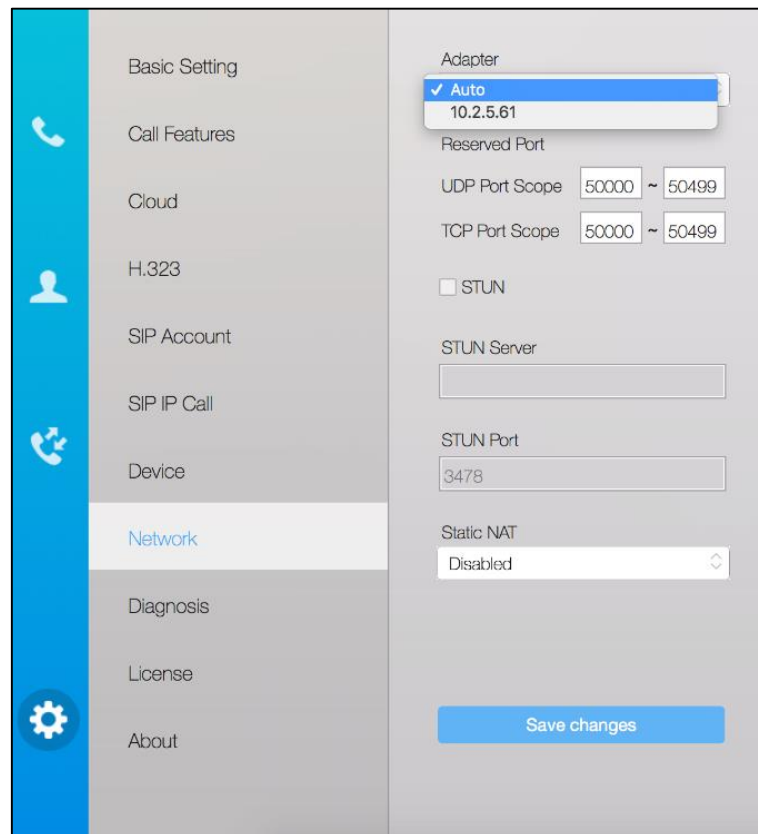 Basic Setting
Call Features
Cloud
H.323
SIP Account
SIP IP Call
Device
Network
Diagnosis
License
About
Adapter
✓ Auto
10.2.5.61
Reserved Port
UDP Port Scope 50000 ~ 50499
TCP Port Scope 50000 ~ 50499
STUN
STUN Server
STUN Port
3478
Static NAT
Disabled
Save changes